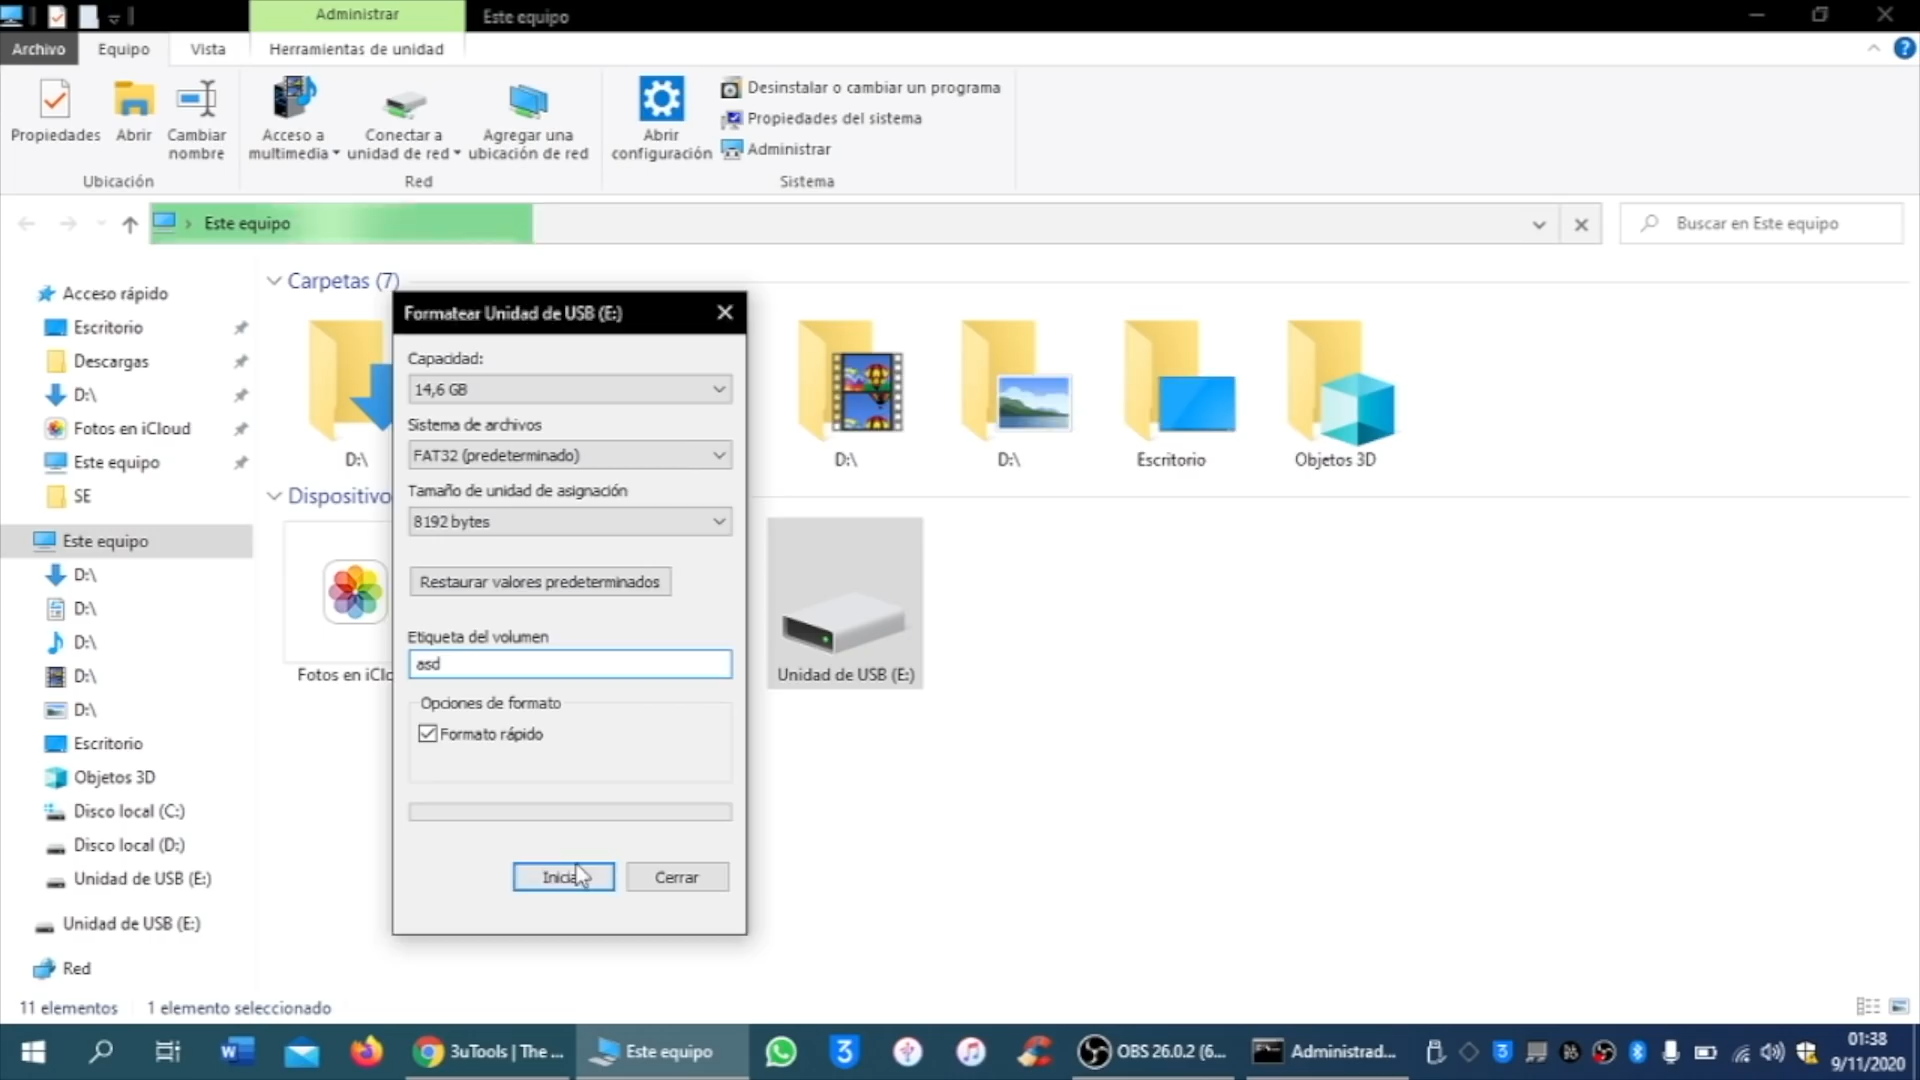 Administrar
Este equipo
Archivo
Equipo
Vista
Herramientas de unidad
Propiedades
Abrir
Cambiar
nombre
Ubicación
Acceso a
multimedia
Conectar a
unidad de red
Agregar una
ubicación de red
Red
Abrir
configuración
Desinstalar o cambiar un programa
Propiedades del sistema
Administrar
Sistema
Este equipo
Buscar en Este equipo
Acceso rápido
Escritorio
Descargas
D:\
Fotos en iCloud
Este equipo
SE
Este equipo
D:\
D:\
D:\
D:\
D:\
Escritorio
Objetos 3D
Disco local (C:)
Disco local (D:)
Unidad de USB (E:)
Unidad de USB (E:)
Red
Carpetas (7)
D:\
D:\
D:\
Escritorio
Objetos 3D
Dispositivo
Fotos en iClo
Unidad de USB (E:)
Formatear Unidad de USB (E:)
Capacidad:
14,6 GB
Sistema de archivos
FAT32 (predeterminado)
Tamaño de unidad de asignación
8192 bytes
Restaurar valores predeterminados
Etiqueta del volumen
asd
Opciones de formato
Formato rápido
Inicia
Cerrar
11 elementos
1 elemento seleccionado
3uTools | The ...
Este equipo
OBS 26.0.2 (6...
Administrad...
01:38
9/11/2020